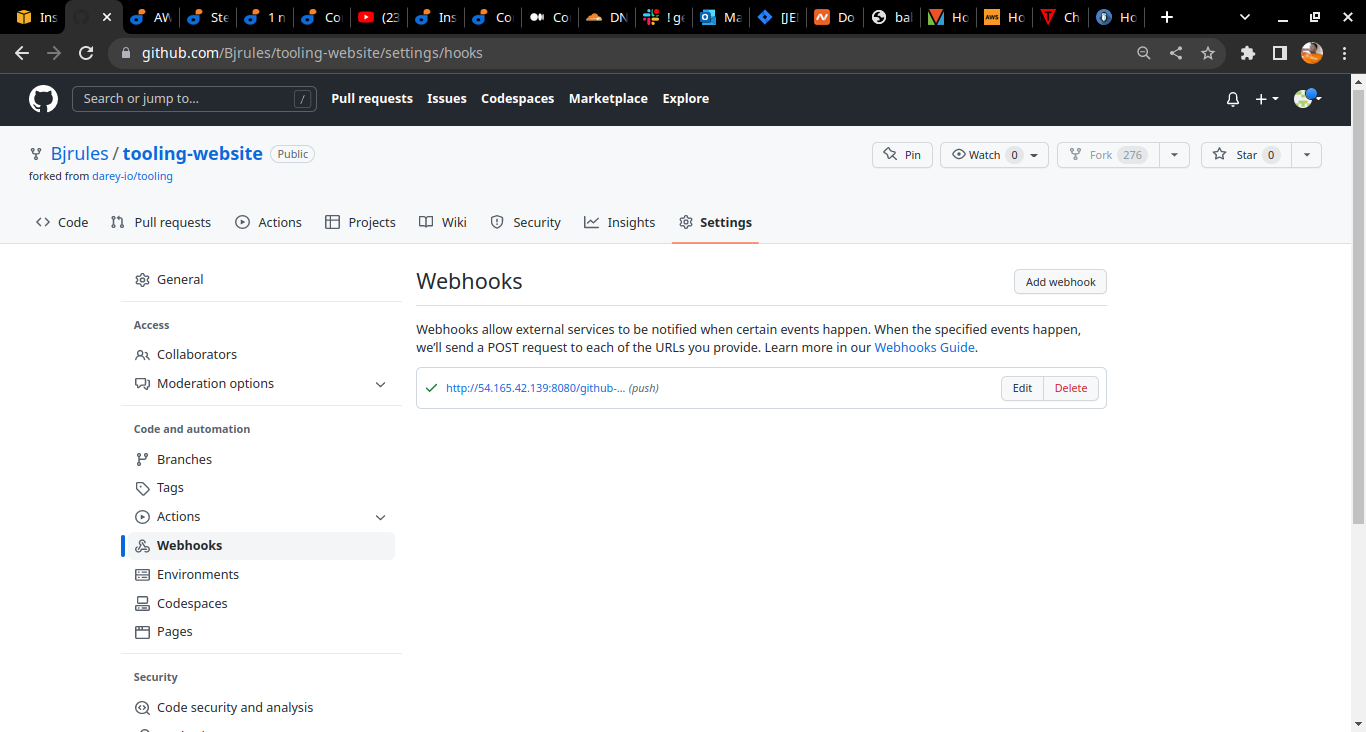 Ins AW Ste 1 n Co (23 Ins Co Co DN ! ge Ma [JE Do bal Ho Ho Ch Ho
github.com/Bjrules/tooling-website/settings/hooks
Search or jump to... / Pull requests Issues Codespaces Marketplace Explore
Bjrules / tooling-website Public Pin Watch 0 Fork 276 Star 0
forked from darey-io/tooling
Code Pull requests Actions Projects Wiki Security Insights Settings
General
Access
Collaborators
Moderation options
Code and automation
Branches
Tags
Actions
Webhooks
Environments
Codespaces
Pages
Security
Code security and analysis
Webhooks Add webhook
Webhooks allow external services to be notified when certain events happen. When the specified events happen,
we'll send a POST request to each of the URLs you provide. Learn more in our Webhooks Guide.
http://54.165.42.139:8080/github-... (push) Edit Delete